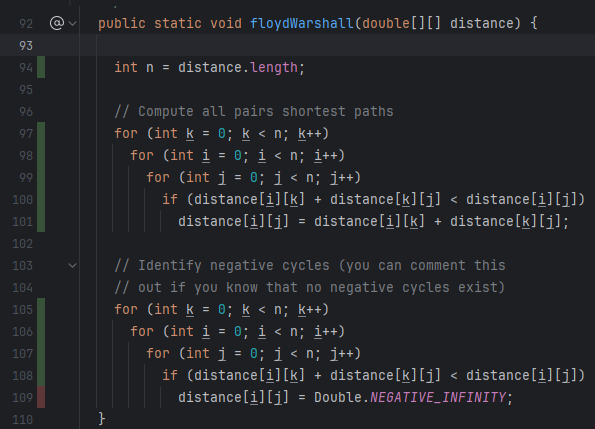 92 @ public static void floydWarshall(double[][] distance) {
93
94 int n = distance.length;
95
96 // Compute all pairs shortest paths
97 for (int k = 0; k < n; k++)
98 for (int i = 0; i < n; i++)
99 for (int j = 0; j < n; j++)
100 if (distance[i][k] + distance[k][j] < distance[i][j])
101 distance[i][j] = distance[i][k] + distance[k][j];
102
103 // Identify negative cycles (you can comment this
104 // out if you know that no negative cycles exist)
105 for (int k = 0; k < n; k++)
106 for (int i = 0; i < n; i++)
107 for (int j = 0; j < n; j++)
108 if (distance[i][k] + distance[k][j] < distance[i][j])
109 distance[i][j] = Double.NEGATIVE_INFINITY;
110 }